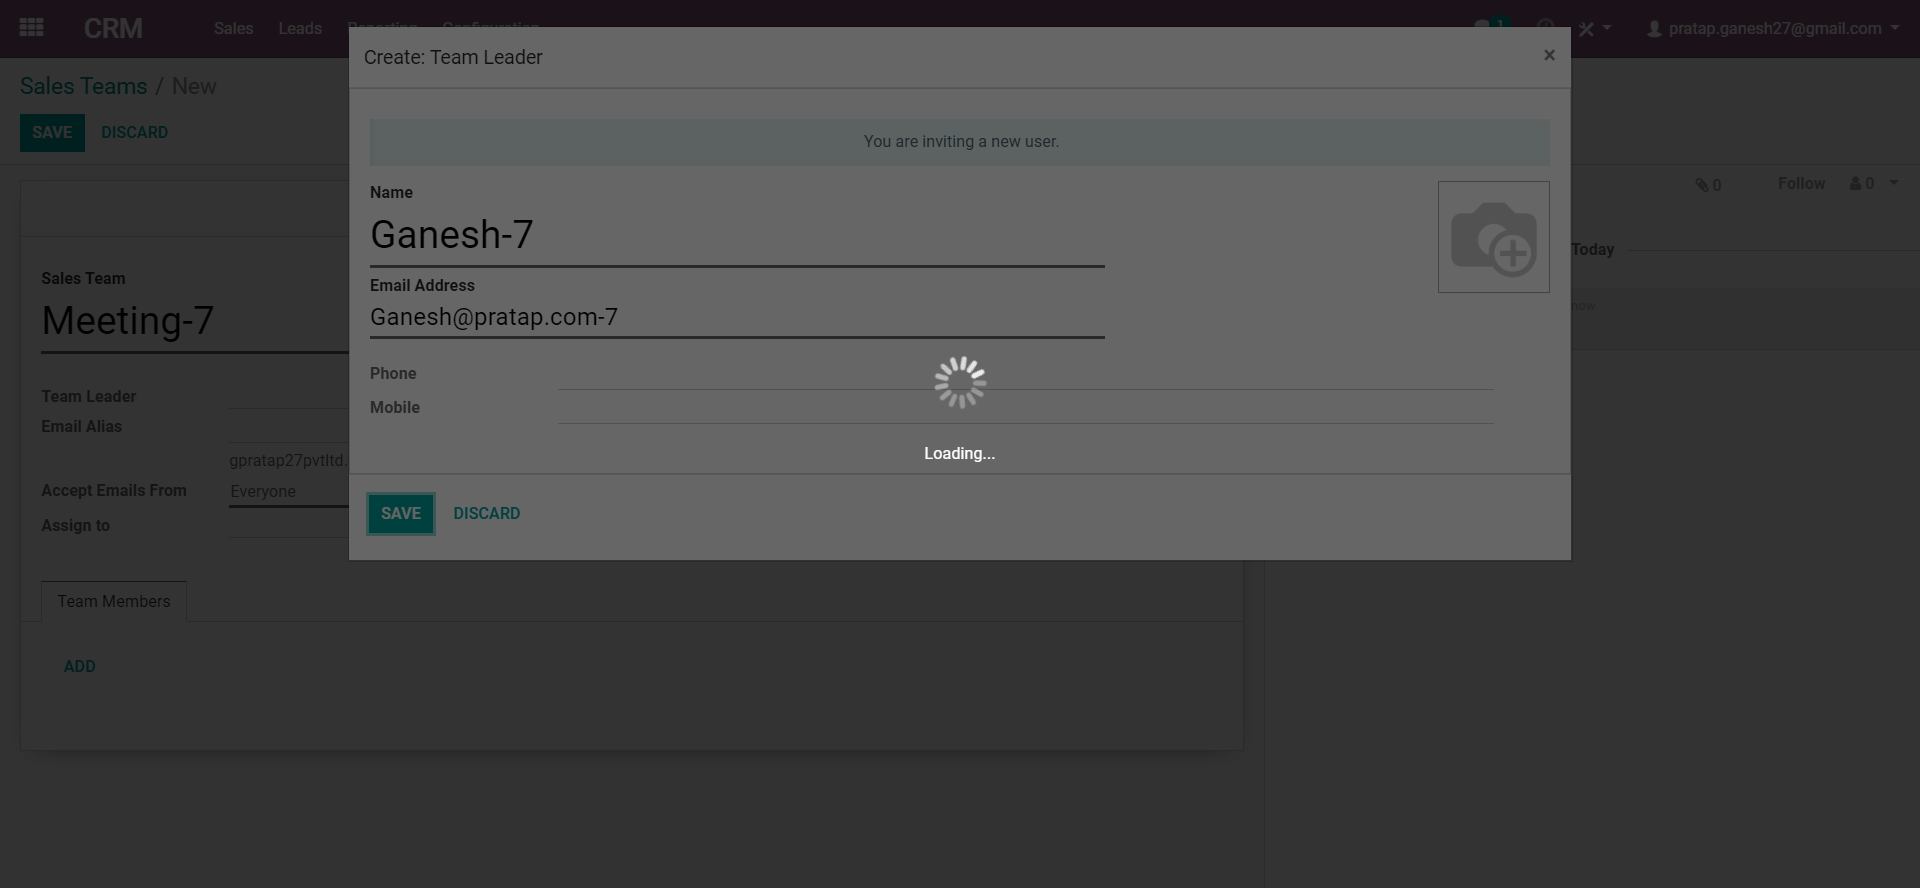 CRM Sales Leads Reporting Configuration 1 pratap.ganesh27@gmail.com
Create: Team Leader ×
Sales Teams / New
SAVE DISCARD
You are inviting a new user.
Name
Ganesh-7
Email Address
Ganesh@pratap.com-7
Phone
Mobile
Loading...
SAVE DISCARD
0 Follow 0
Today
now
Sales Team
Meeting-7
Team Leader
Email Alias
gpratap27pvtltd.
Accept Emails From Everyone
Assign to
Team Members
ADD